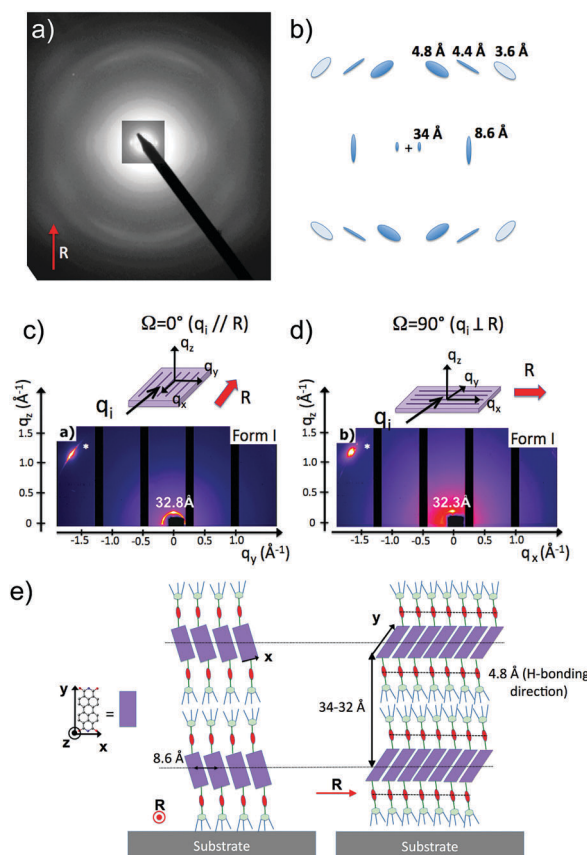 a)
R
b)
4.8 Å 4.4 Å 3.6 Å
34 Å 8.6 Å
+
c)
Ω=0° (qi // R)
qz
qy
qx
qi
R
qz (Å-1)
a)
*
Form I
1.5
1.0
0.5
0
32.8Å
-1.5 -1.0 -0.5 0 0.5 1.0 1.5
qy (Å-1)
d)
Ω=90° (qi ⊥ R)
qz
qy
qx
qi
R
qz (Å-1)
b)
*
Form I
1.5
1.0
0.5
0
32.3Å
-1.5 -1.0 -0.5 0 0.5 1.0 1.5
qx (Å-1)
e)
y
x
z
=
x
8.6 Å
R
Substrate
y
4.8 Å (H-bonding
direction)
34-32 Å
R
Substrate